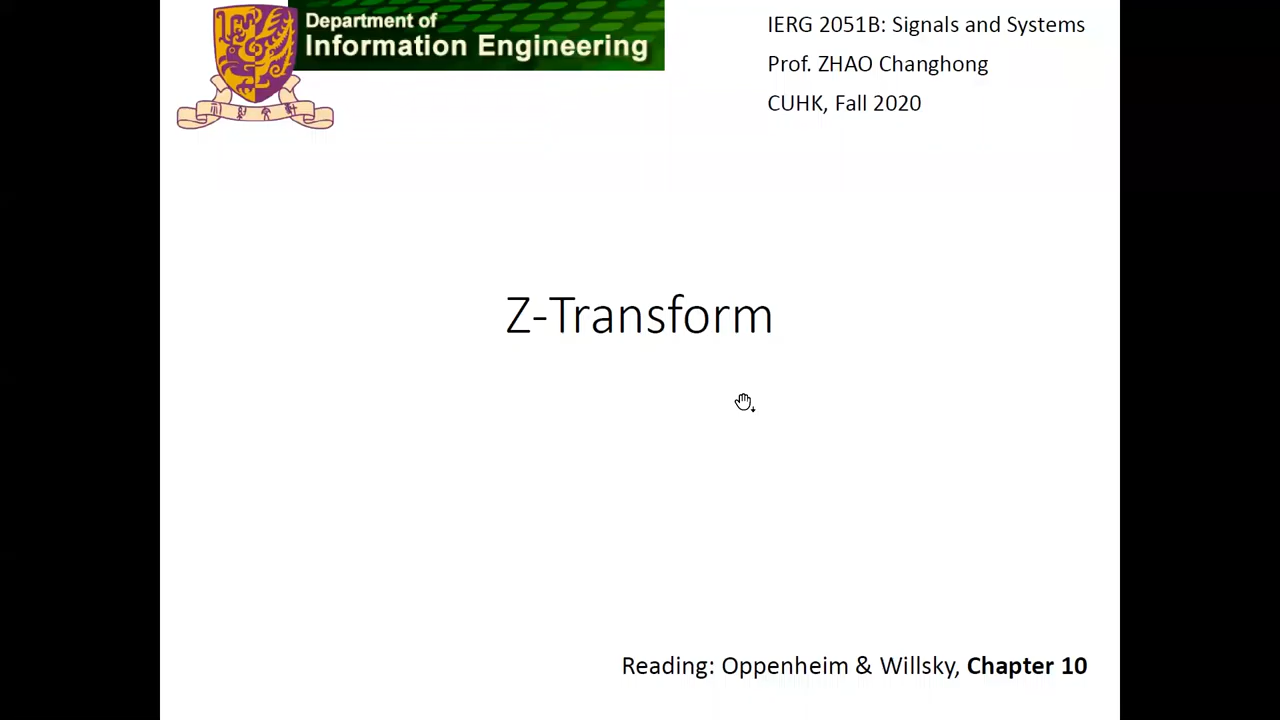 Department of
Information Engineering
IERG 2051B: Signals and Systems
Prof. ZHAO Changhong
CUHK, Fall 2020
Z-Transform
Reading: Oppenheim & Willsky, Chapter 10